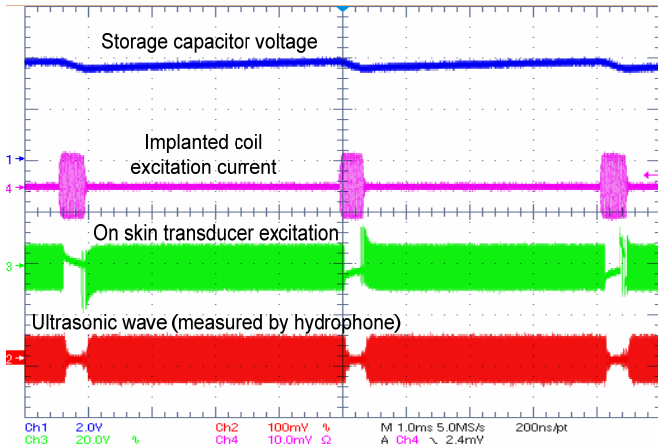 Storage capacitor voltage
Implanted coil
excitation current
1
4
On skin transducer excitation
3
Ultrasonic wave (measured by hydrophone)
2
Ch1 2.0V Ch2 100mV M 1.0ms 5.0MS/s 200ns/pt
Ch3 20.0V Ch4 10.0mV Ω A Ch4 2.4mV